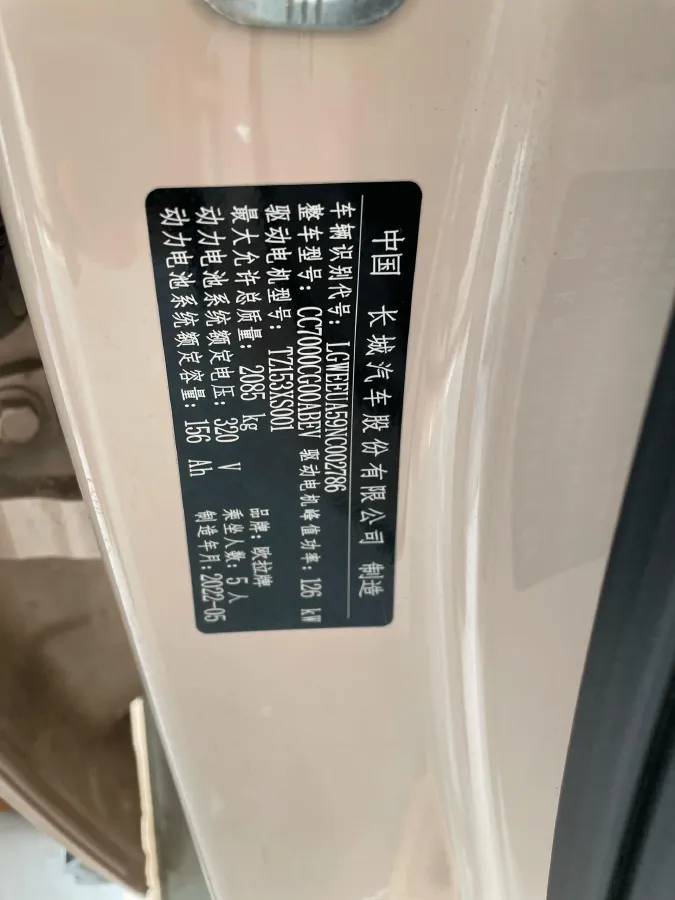 中国 长城汽车股份有限公司 制造
车辆识别代号: LGWEEUA59NC002786
整车型号: CC7000CG00ABEV 驱动电机峰值功率: 126 kW
驱动电机型号: TZ153XS001
最大允许总质量: 2085 kg 品牌: 欧拉牌
动力电池系统额定电压: 320 V 乘坐人数: 5人
动力电池系统额定容量: 156 Ah 制造年月: 2022-05